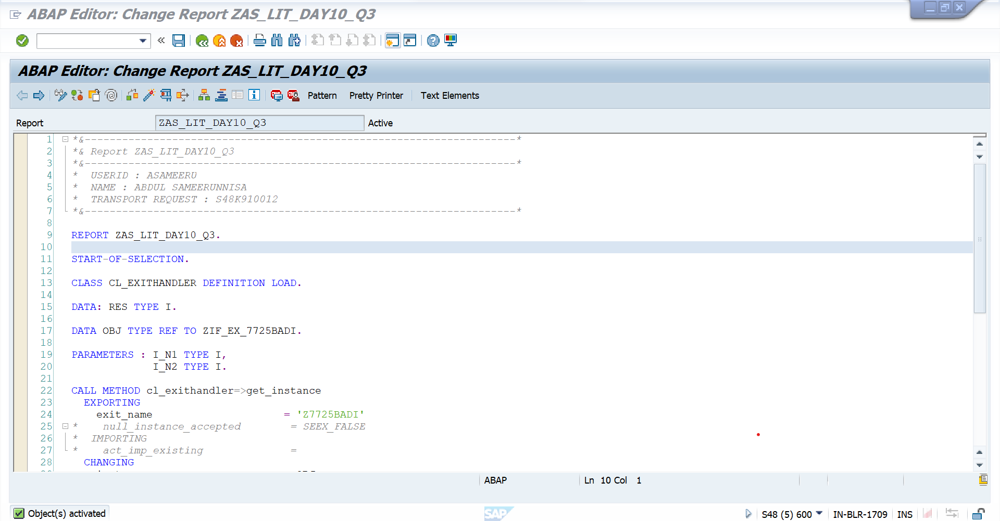 ABAP Editor: Change Report ZAS_LIT_DAY10_Q3
«
ABAP Editor: Change Report ZAS_LIT_DAY10_Q3
Pattern Pretty Printer Text Elements
Report ZAS_LIT_DAY10_Q3 Active
1 *&---------------------------------------------------------------------*
2 *& Report ZAS_LIT_DAY10_Q3
3 *&---------------------------------------------------------------------*
4 * USERID : ASAMEERU
5 * NAME : ABDUL SAMEERUNNISA
6 * TRANSPORT REQUEST : S48K910012
7 *&---------------------------------------------------------------------*
8
9 REPORT ZAS_LIT_DAY10_Q3.
10
11 START-OF-SELECTION.
12
13 CLASS CL_EXITHANDLER DEFINITION LOAD.
14
15 DATA: RES TYPE I.
16
17 DATA OBJ TYPE REF TO ZIF_EX_7725BADI.
18
19 PARAMETERS : I_N1 TYPE I,
20 I_N2 TYPE I.
21
22 CALL METHOD cl_exithandler=>get_instance
23 EXPORTING
24 exit_name = 'Z7725BADI'
25 * null_instance_accepted = SEEX_FALSE
26 * IMPORTING
27 * act_imp_existing =
28 CHANGING
ABAP Ln 10 Col 1
Object(s) activated SAP S48 (5) 600 IN-BLR-1709 INS